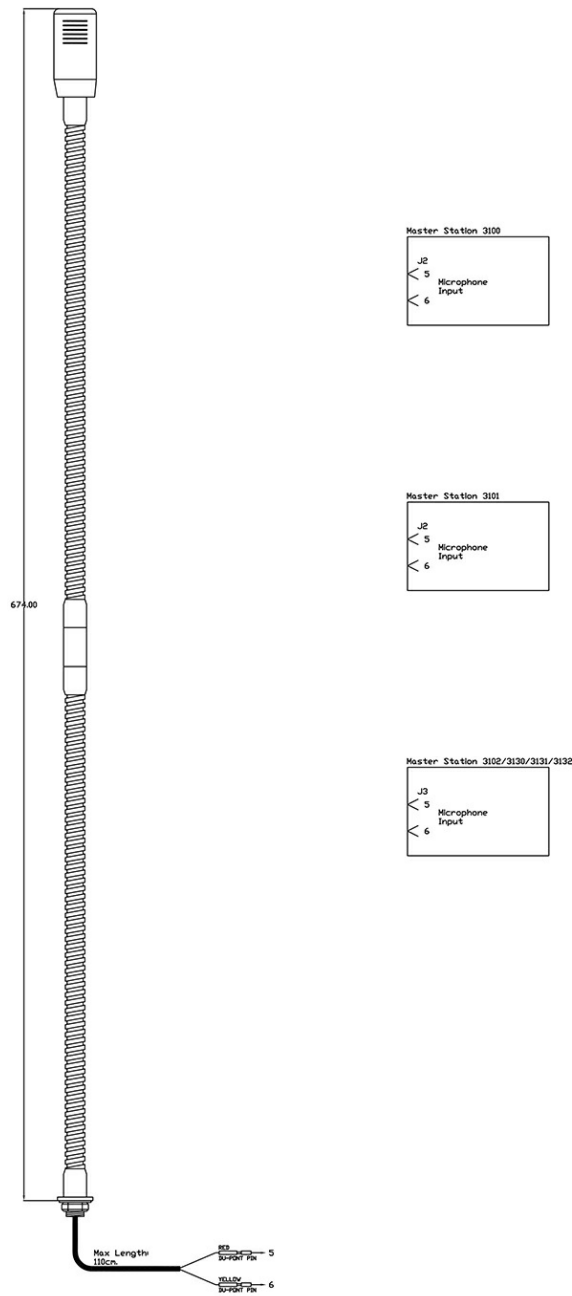 Master Station 3100
J2
5
Microphone
Input
6
Master Station 3101
J2
5
Microphone
Input
6
674.00
Master Station 3102/3130/3131/3132
J3
5
Microphone
Input
6
Max Length:
110cm.
RED
DU-PONT PIN
5
YELLOW
DU-PONT PIN
6